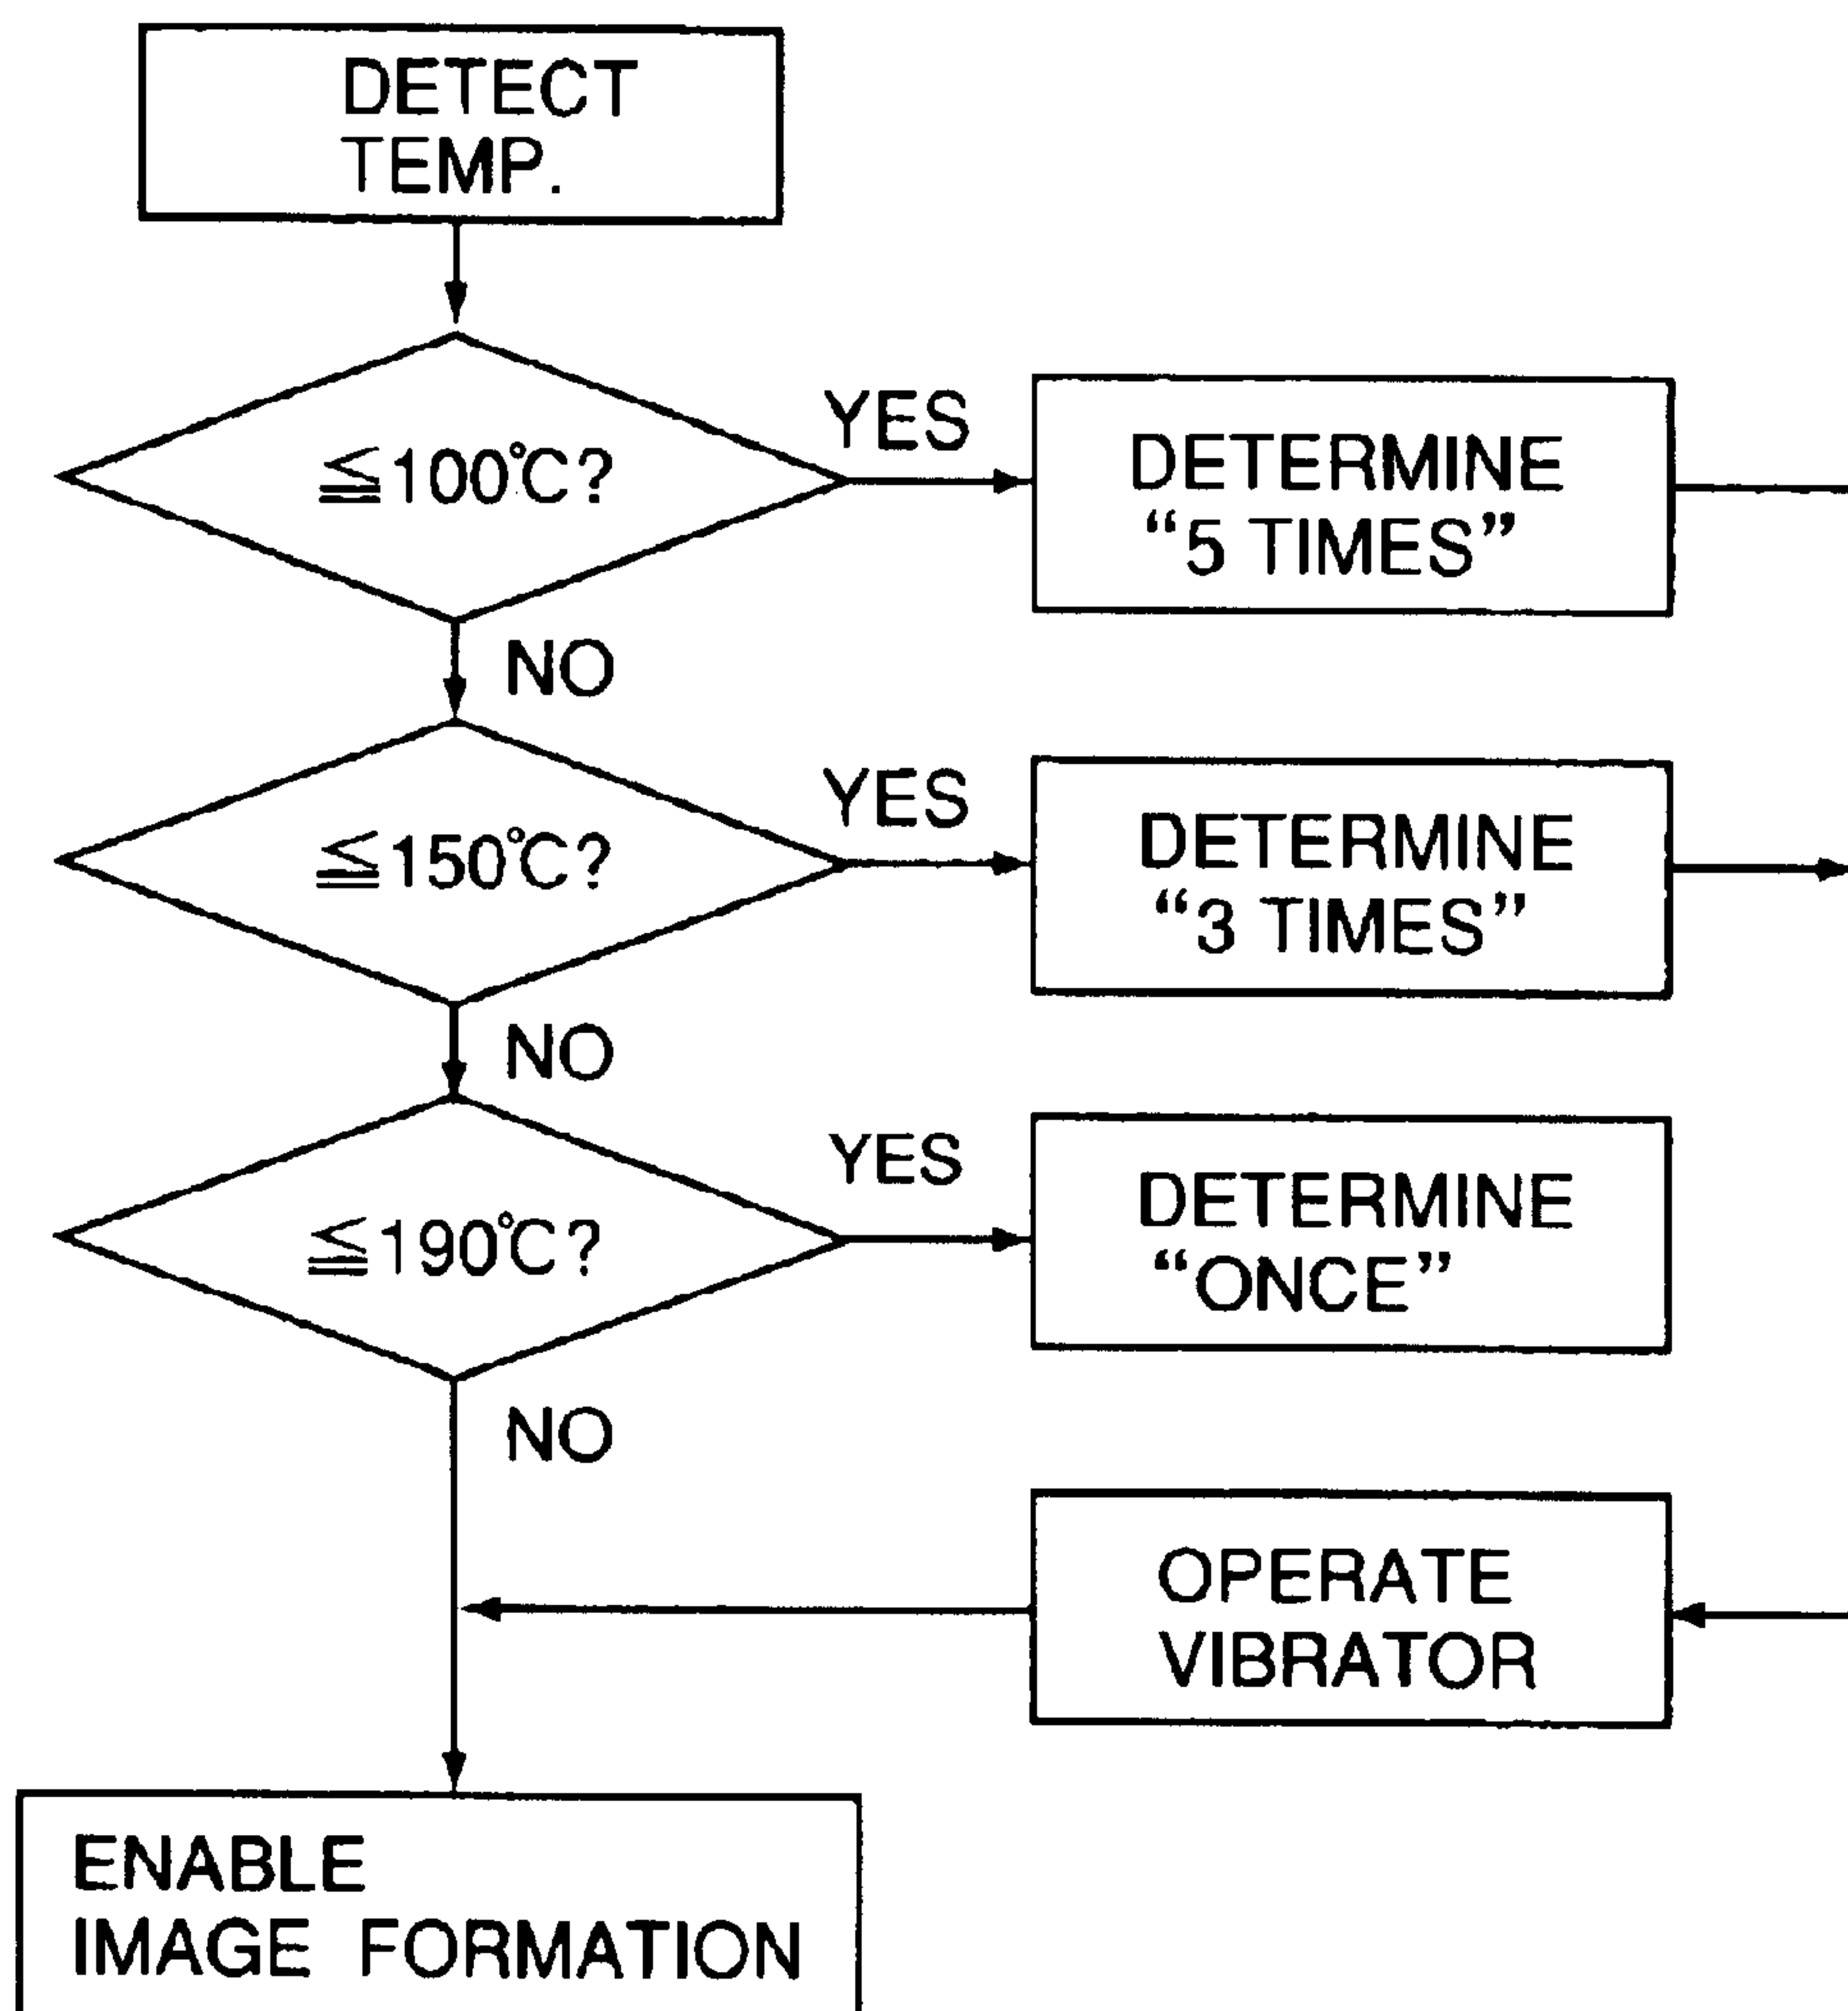 DETECT
TEMP.
≦100°C?
YES
DETERMINE
“5 TIMES”
NO
≦150°C?
YES
DETERMINE
“3 TIMES”
NO
≦190°C?
YES
DETERMINE
“ONCE”
NO
OPERATE
VIBRATOR
ENABLE
IMAGE FORMATION